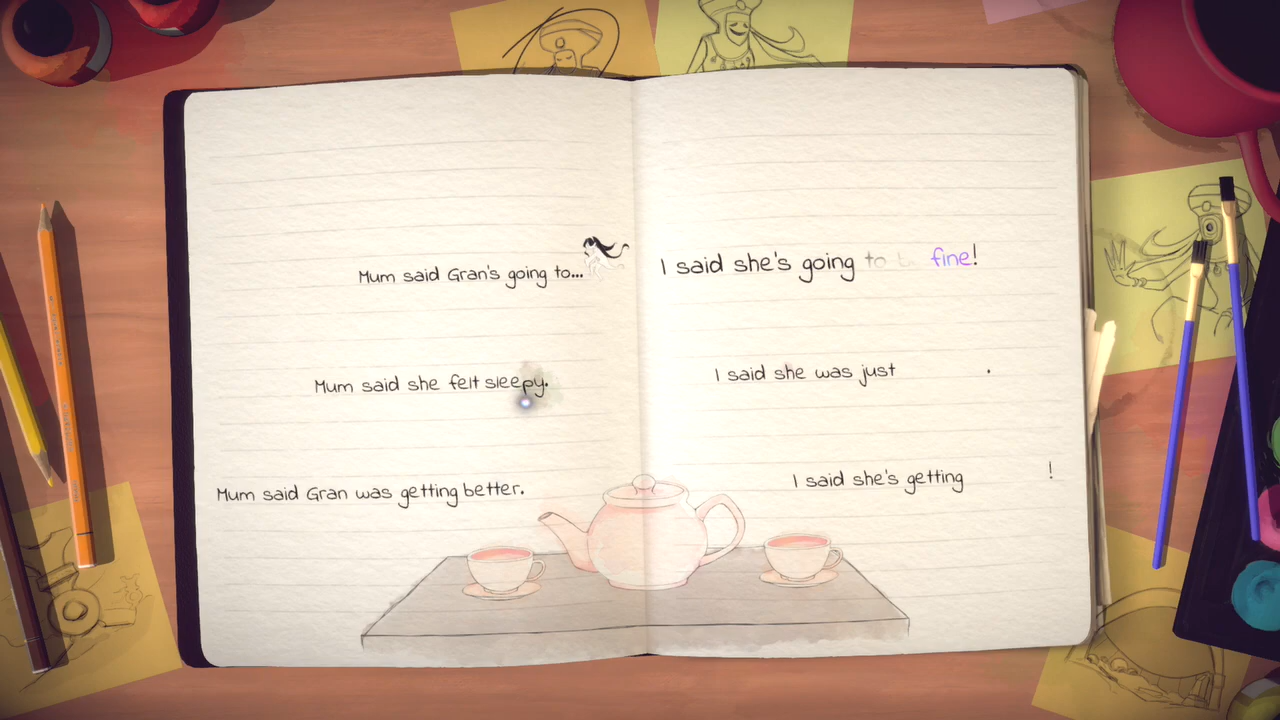 Mum said Gran's going to...
Mum said she felt sleepy.
Mum said Gran was getting better.
I said she's going to fine!
I said she was just .
I said she's getting !